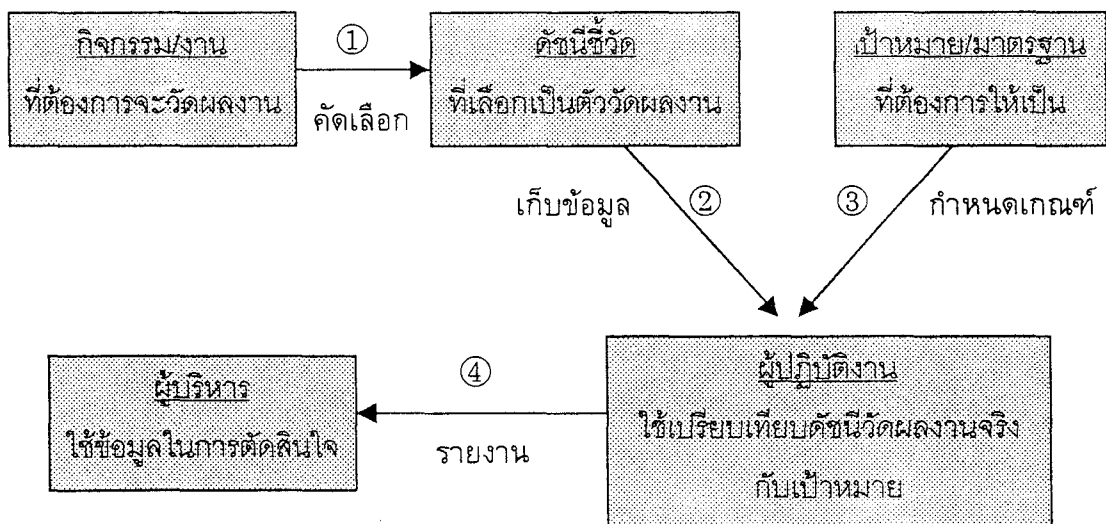 กิจกรรม/งาน
ที่ต้องการจะวัดผลงาน
①
คัดเลือก
ดัชนีชี้วัด
ที่เลือกเป็นตัววัดผลงาน
เป้าหมาย/มาตรฐาน
ที่ต้องการให้เป็น
เก็บข้อมูล
②
③
กำหนดเกณฑ์
ผู้ปฏิบัติงาน
ใช้เปรียบเทียบดัชนีวัดผลงานจริง
กับเป้าหมาย
④
รายงาน
ผู้บริหาร
ใช้ข้อมูลในการตัดสินใจ